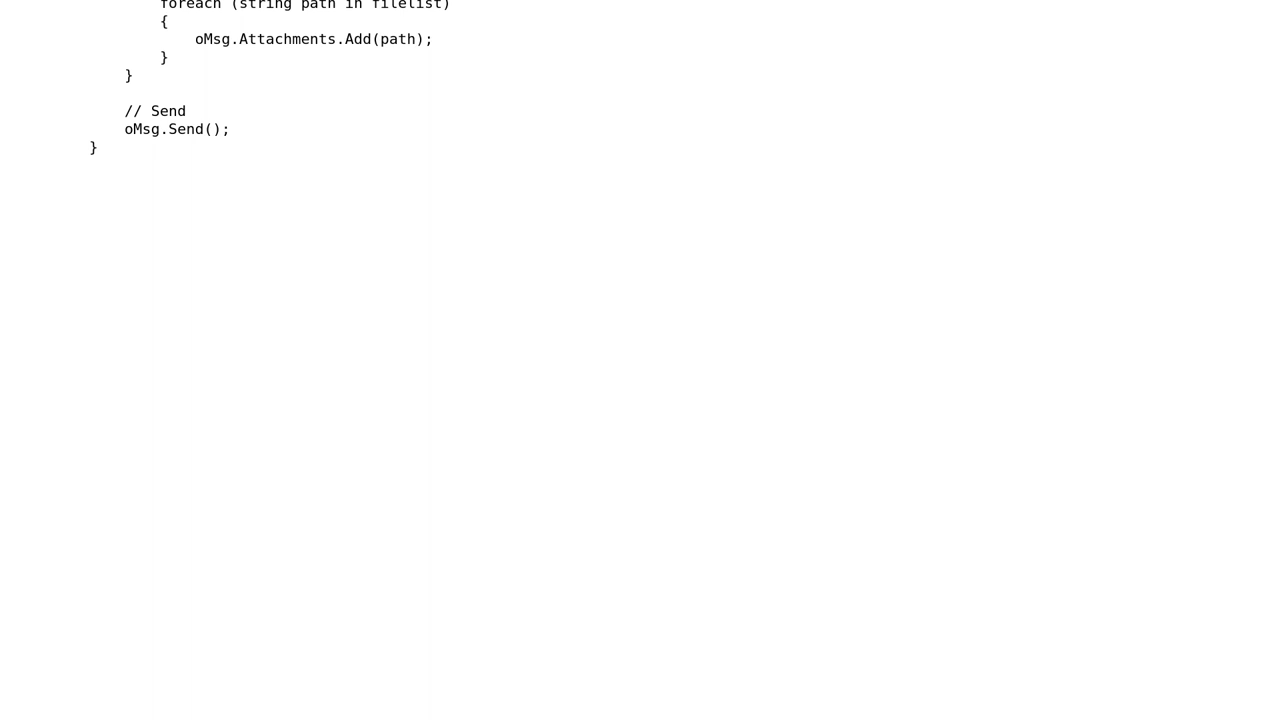 foreach (string path in filelist)
{
oMsg.Attachments.Add(path);
}
}
// Send
oMsg.Send();
}